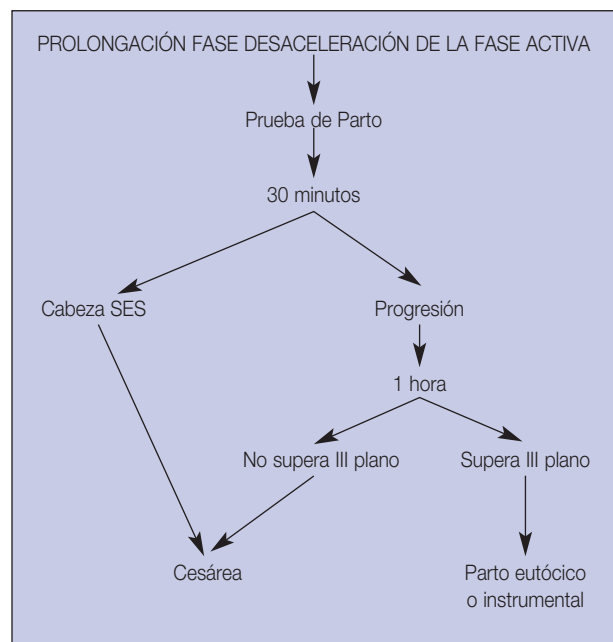 PROLONGACIÓN FASE DESACELERACIÓN DE LA FASE ACTIVA
Prueba de Parto
30 minutos
Cabeza SES
Progresión
1 hora
No supera III plano
Supera III plano
Cesárea
Parto eutócico
o instrumental